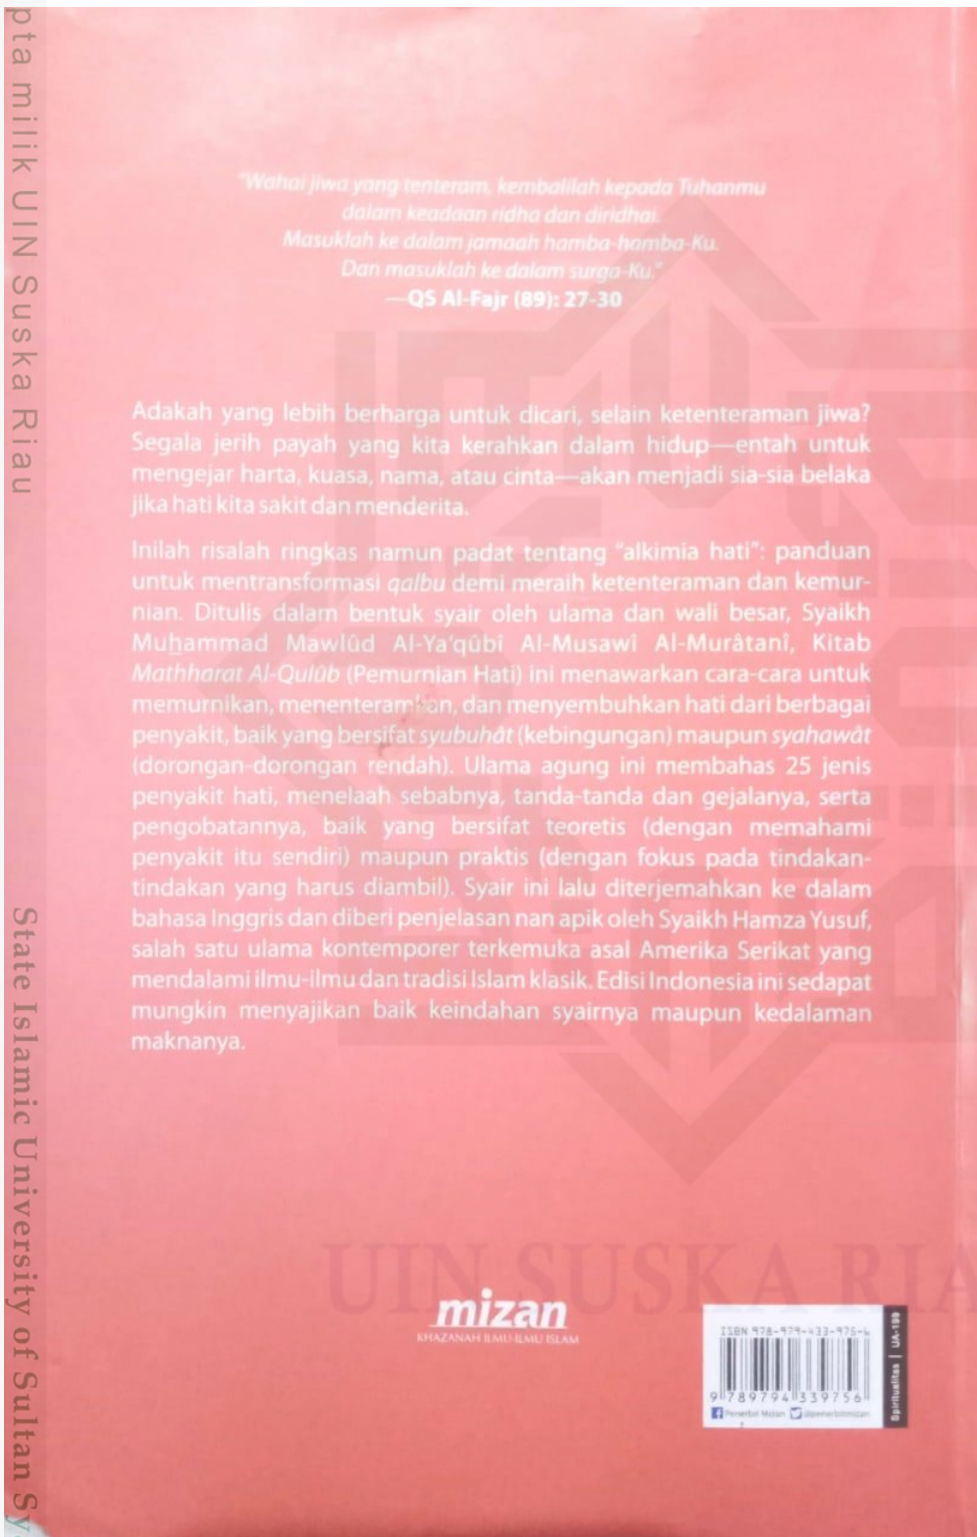 pta milik UIN Suska Riau
State Islamic University of Sultan Sy
"Wahai jiwa yang tenteram, kembalilah kepada Tuhanmu
dalam keadaan ridha dan diridhai.
Masuklah ke dalam jamaah hamba-hamba-Ku.
Dan masuklah ke dalam surga-Ku."
—QS Al-Fajr (89): 27-30
Adakah yang lebih berharga untuk dicari, selain ketenteraman jiwa?
Segala jerih payah yang kita kerahkan dalam hidup—entah untuk
mengejar harta, kuasa, nama, atau cinta—akan menjadi sia-sia belaka
jika hati kita sakit dan menderita.
Inilah risalah ringkas namun padat tentang "alkimia hati": panduan
untuk mentransformasi qalbu demi meraih ketenteraman dan kemur-
nian. Ditulis dalam bentuk syair oleh ulama dan wali besar, Syaikh
Muḥammad Mawlûd Al-Ya'qûbî Al-Musawî Al-Murâtanî, Kitab
Mathharat Al-Qulûb (Pemurnian Hati) ini menawarkan cara-cara untuk
memurnikan, menenteramkan, dan menyembuhkan hati dari berbagai
penyakit, baik yang bersifat syubuhât (kebingungan) maupun syahawât
(dorongan-dorongan rendah). Ulama agung ini membahas 25 jenis
penyakit hati, menelaah sebabnya, tanda-tanda dan gejalanya, serta
pengobatannya, baik yang bersifat teoretis (dengan memahami
penyakit itu sendiri) maupun praktis (dengan fokus pada tindakan-
tindakan yang harus diambil). Syair ini lalu diterjemahkan ke dalam
bahasa Inggris dan diberi penjelasan nan apik oleh Syaikh Hamza Yusuf,
salah satu ulama kontemporer terkemuka asal Amerika Serikat yang
mendalami ilmu-ilmu dan tradisi Islam klasik. Edisi Indonesia ini sedapat
mungkin menyajikan baik keindahan syairnya maupun kedalaman
maknanya.
UIN SUSKA RIA
mizan
KHAZANAH ILMU-ILMU ISLAM
ISBN 978-979-433-975-6
9 789794 339756
Penerbit Mizan @penerbitmizan
Spiritualitas | UA-199